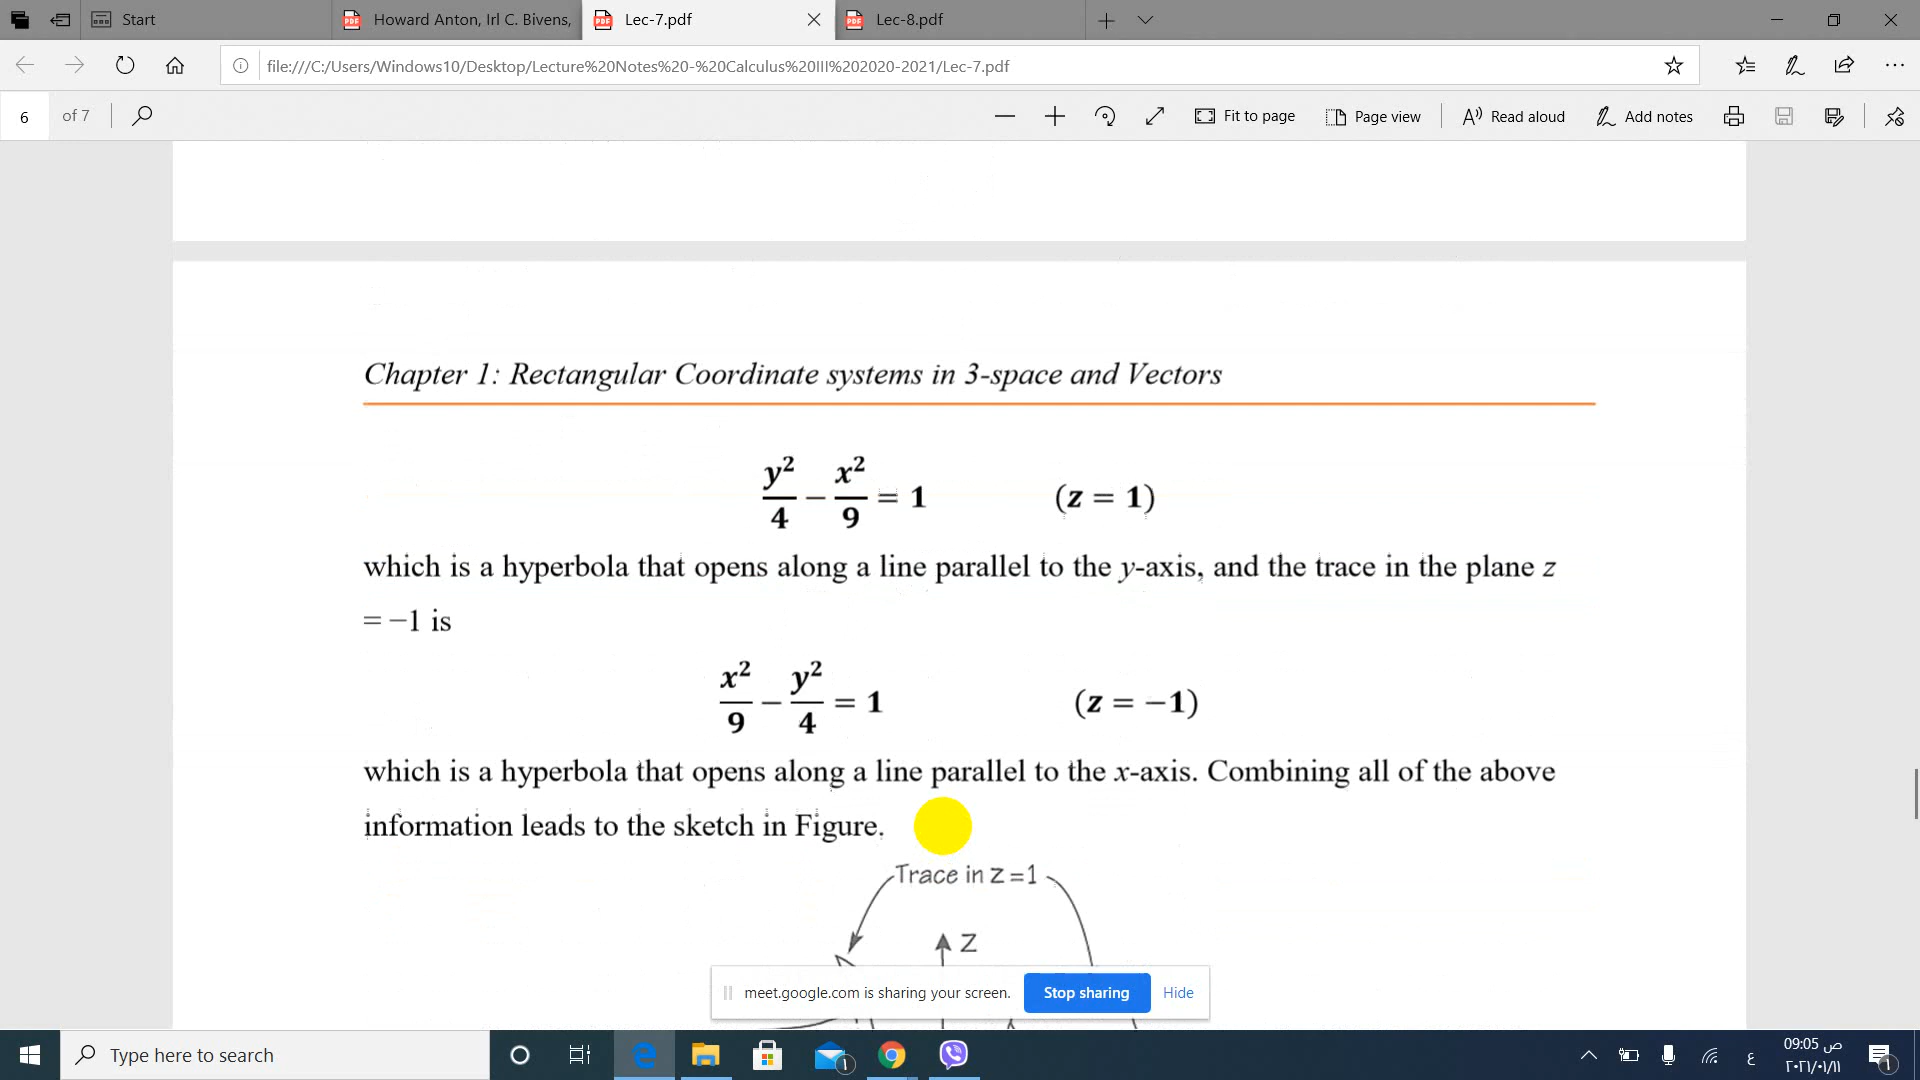 Start
Howard Anton, Irl C. Bivens,
Lec-7.pdf
Lec-8.pdf
file:///C:/Users/Windows10/Desktop/Lecture%20Notes%20-%20Calculus%20III%202020-2021/Lec-7.pdf
6 of 7
Fit to page
Page view
Read aloud
Add notes
Chapter 1: Rectangular Coordinate systems in 3-space and Vectors
y²/4 − x²/9 = 1 (z = 1)
which is a hyperbola that opens along a line parallel to the y-axis, and the trace in the plane z
= −1 is
x²/9 − y²/4 = 1 (z = −1)
which is a hyperbola that opens along a line parallel to the x-axis. Combining all of the above
information leads to the sketch in Figure.
Trace in z = 1
z
meet.google.com is sharing your screen.
Stop sharing
Hide
Type here to search
١
ع
09:05 ص
٢٠٢١/٠١/١١
١